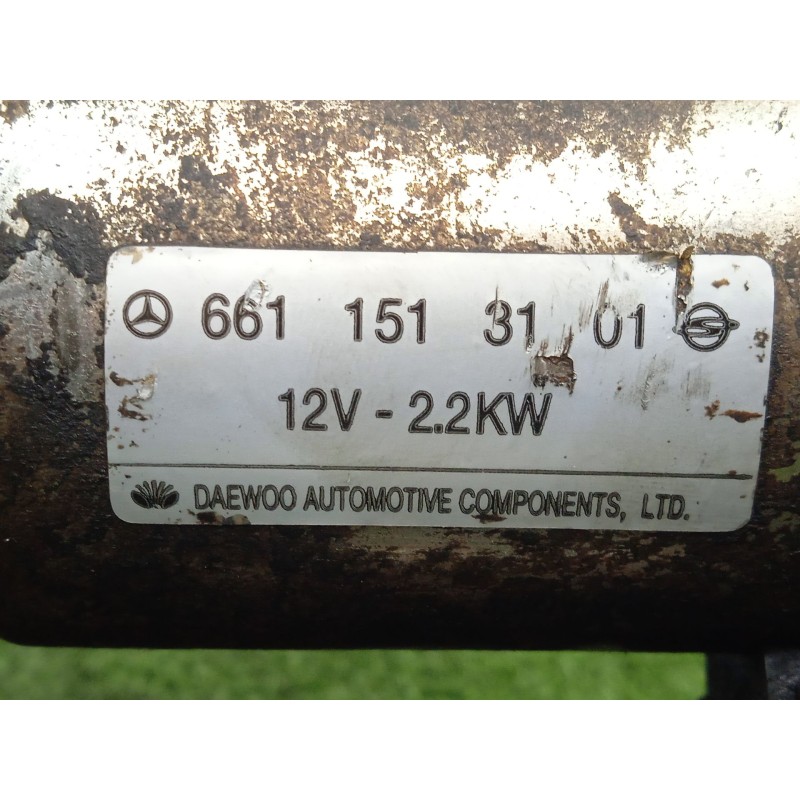 661 151 31 01
12V - 2.2KW
DAEWOO AUTOMOTIVE COMPONENTS, LTD.